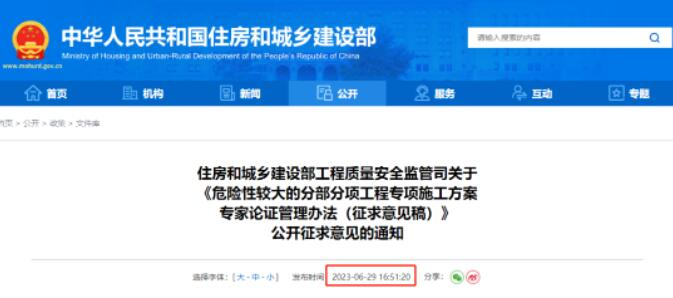 中华人民共和国住房和城乡建设部
Ministry of Housing and Urban-Rural Development of the People's Republic of China
www.mohurd.gov.cn
请输入搜索的内容
首页 机构 新闻 公开 服务 互动 专题
首页 > 公开 > 政策 > 文件库
住房和城乡建设部工程质量安全监管司关于
《危险性较大的分部分项工程专项施工方案
专家论证管理办法（征求意见稿）》
公开征求意见的通知
选择字体：[大 - 中 - 小] 发布时间 2023-06-29 16:51:20 分享：